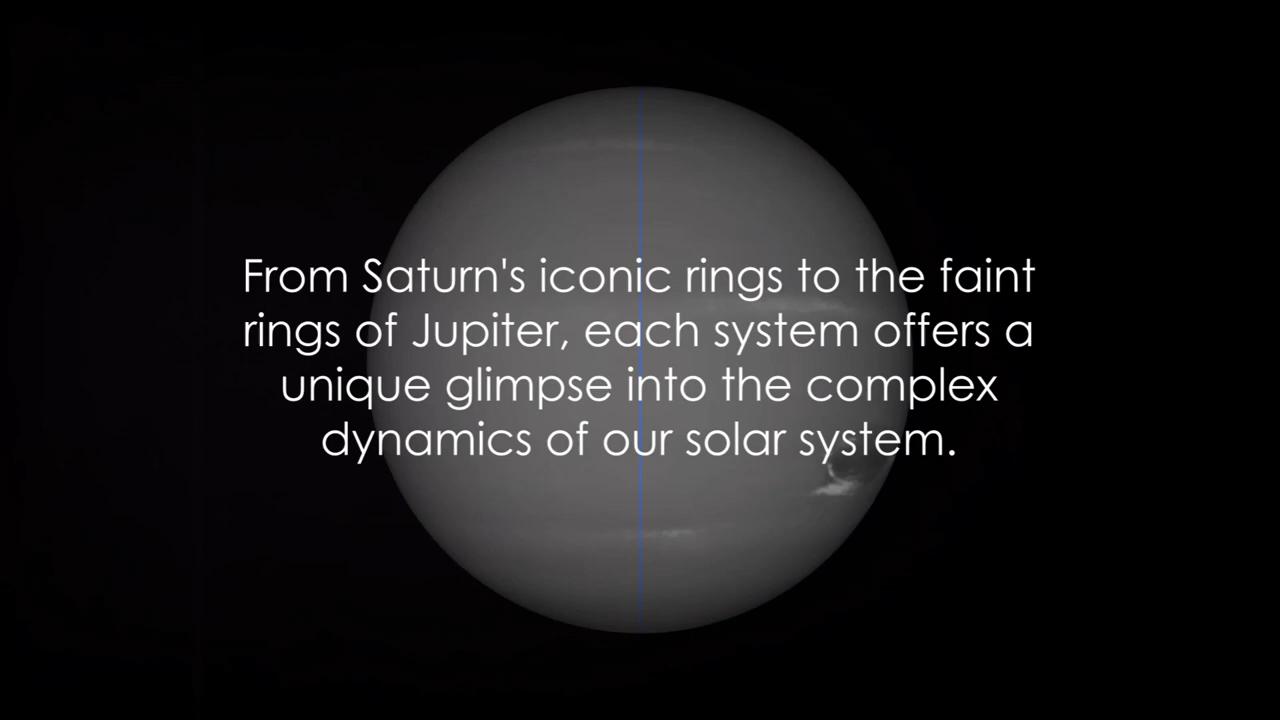 From Saturn's iconic rings to the faint
rings of Jupiter, each system offers a
unique glimpse into the complex
dynamics of our solar system.